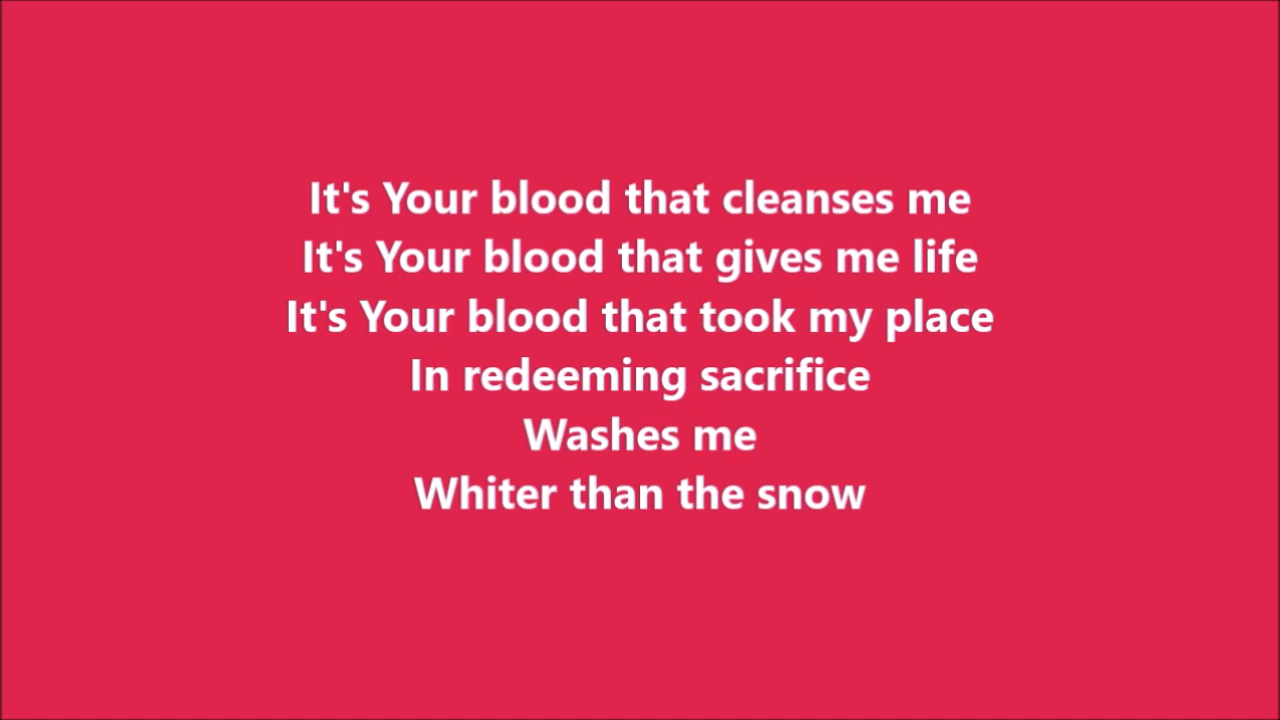 It's Your blood that cleanses me
It's Your blood that gives me life
It's Your blood that took my place
In redeeming sacrifice
Washes me
Whiter than the snow